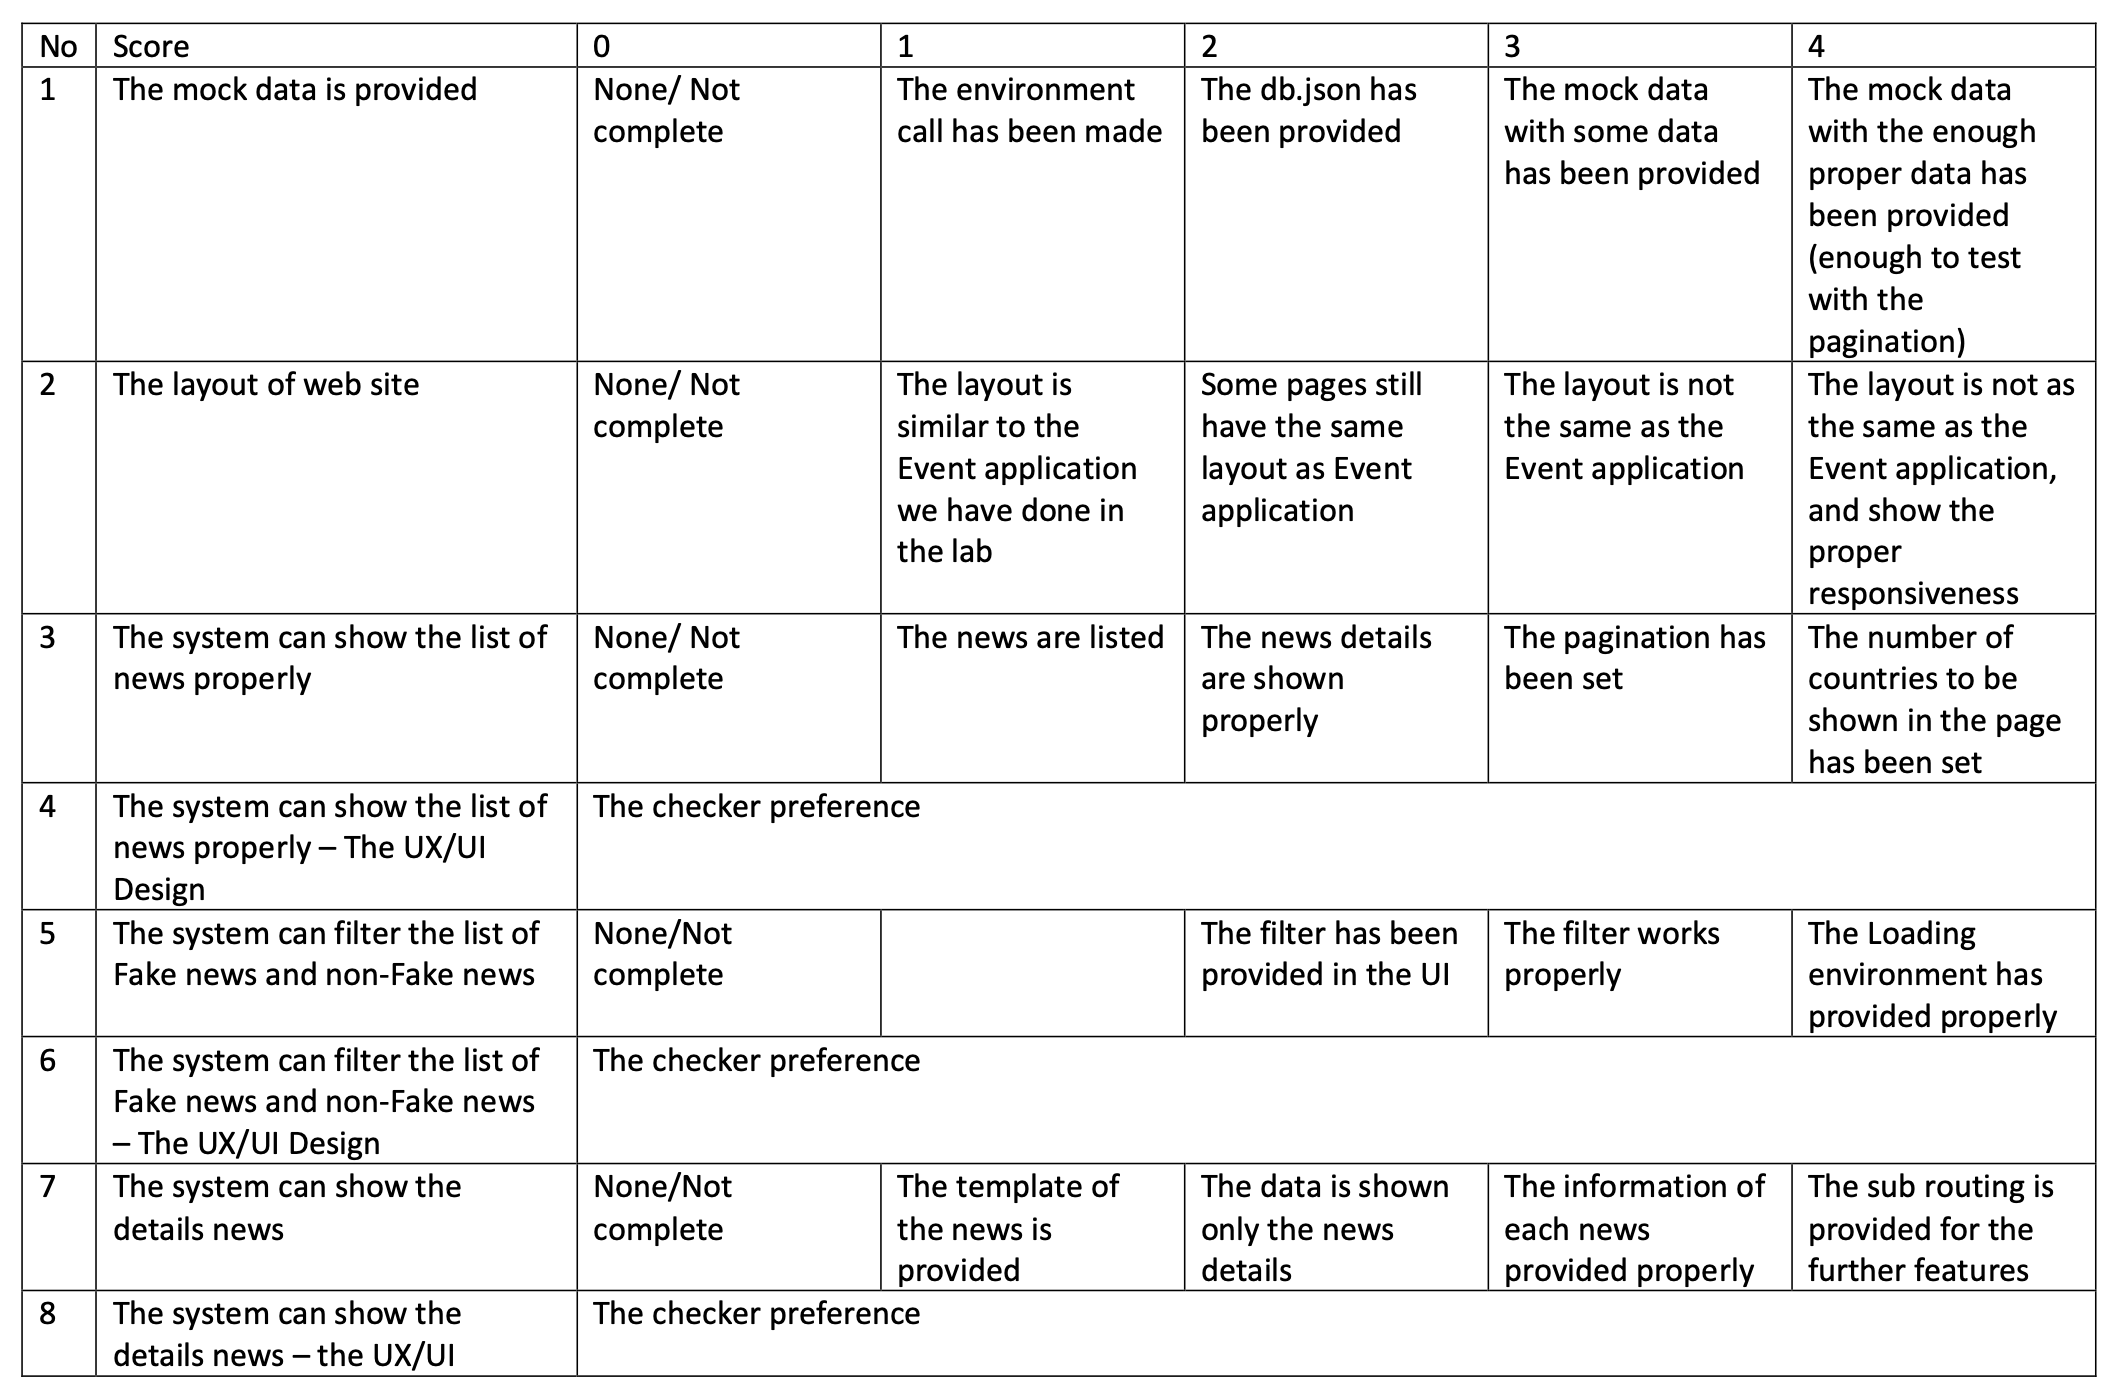 No Score 0 1 2 3 4
1 The mock data is provided None/ Not The environment The db.json has The mock data The mock data
complete call has been made been provided with some data with the enough
has been provided proper data has
been provided
(enough to test
with the
pagination)
2 The layout of web site None/ Not The layout is Some pages still The layout is not The layout is not as
complete similar to the have the same the same as the the same as the
Event application layout as Event Event application Event application,
we have done in application and show the
the lab proper
responsiveness
3 The system can show the list of None/ Not The news are listed The news details The pagination has The number of
news properly complete are shown been set countries to be
properly shown in the page
has been set
4 The system can show the list of The checker preference
news properly – The UX/UI
Design
5 The system can filter the list of None/Not The filter has been The filter works The Loading
Fake news and non-Fake news complete provided in the UI properly environment has
provided properly
6 The system can filter the list of The checker preference
Fake news and non-Fake news
– The UX/UI Design
7 The system can show the None/Not The template of The data is shown The information of The sub routing is
details news complete the news is only the news each news provided for the
provided details provided properly further features
8 The system can show the The checker preference
details news – the UX/UI